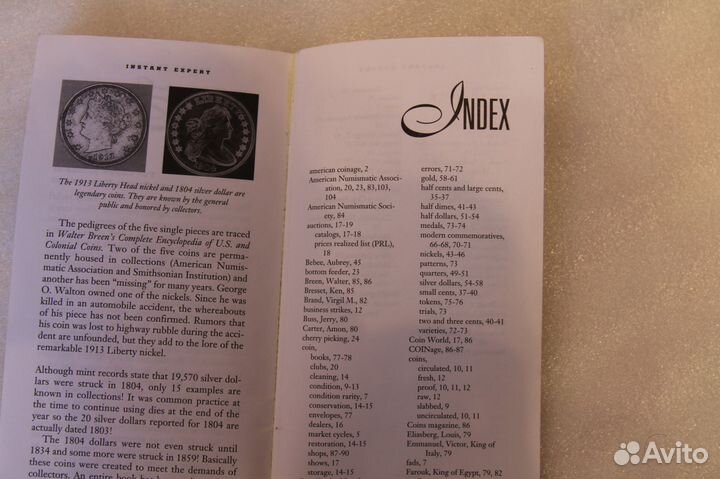 INSTANT EXPERT
LIBERTY
1913
The 1913 Liberty Head nickel and 1804 silver dollar are
legendary coins. They are known by the general
public and honored by collectors.
The pedigrees of the five single pieces are traced
in Walter Breen's Complete Encyclopedia of U.S. and
Colonial Coins. Two of the five coins are perma-
nently housed in collections (American Numis-
matic Association and Smithsonian Institution) and
another has been "missing" for many years. George
O. Walton owned one of the nickels. Since he was
killed in an automobile accident, the whereabouts
of his piece has not been confirmed. Rumors that
his coin was lost to highway rubble during the acci-
dent are unfounded, but they add to the lore of the
remarkable 1913 Liberty nickel.
Although mint records state that 19,570 silver dol-
lars were struck in 1804, only 15 examples are
known in collections! It was common practice at
the time to continue using dies at the end of the
year so the 20 silver dollars reported for 1804 are
actually dated 1803!
The 1804 dollars were not even struck until
1834 and some more were struck in 1859! Basically
these coins were created to meet the demands of
collectors. An entire book has
INDEX
american coinage, 2
American Numismatic Associ-
ation, 20, 23, 83,103,
104
American Numismatic Soci-
ety, 84
auctions, 17-19
catalogs, 17-18
prices realized list (PRL),
18
Bebee, Aubrey, 45
bottom feeder, 23
Breen, Walter, 85, 86
Bresset, Ken, 85
Brand, Virgil M., 82
business strikes, 12
Buss, Jerry, 80
Carter, Amon, 80
cherry picking, 24
coin,
books, 77-78
clubs, 20
cleaning, 14
condition, 9-13
condition rarity, 7
conservation, 14-15
envelopes, 77
dealers, 16
market cycles, 5
restoration, 14-15
shops, 87-90
shows, 17
storage, 14-15
errors, 71-72
gold, 58-61
half cents and large cents,
35-37
half dimes, 41-43
half dollars, 51-54
medals, 73-74
modern commemoratives,
66-68, 70-71
nickels, 43-46
patterns, 73
quarters, 49-51
silver dollars, 54-58
small cents, 37-40
tokens, 75-76
trials, 73
two and three cents, 40-41
varieties, 72-73
Coin World, 17, 86
COINage, 86-87
coins,
circulated, 10, 11
fresh, 12
proof, 10, 11, 12
raw, 12
slabbed, 9
uncirculated, 10, 11
Coins magazine, 86
Eliasberg, Louis, 79
Emmanuel, Victor, King of
Italy, 79
fads, 7
Farouk, King of Egypt, 79, 82
Avito